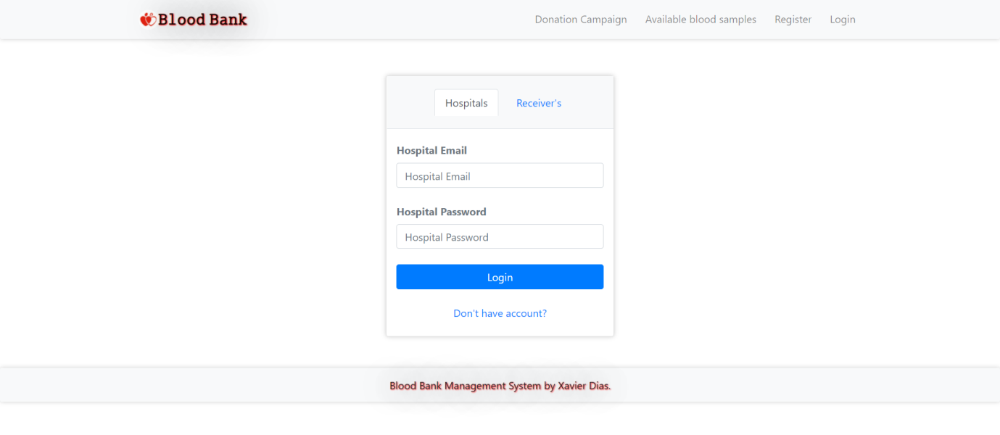 Blood Bank
Donation Campaign Available blood samples Register Login
Hospitals Receiver's
Hospital Email
Hospital Email
Hospital Password
Hospital Password
Login
Don't have account?
Blood Bank Management System by Xavier Dias.